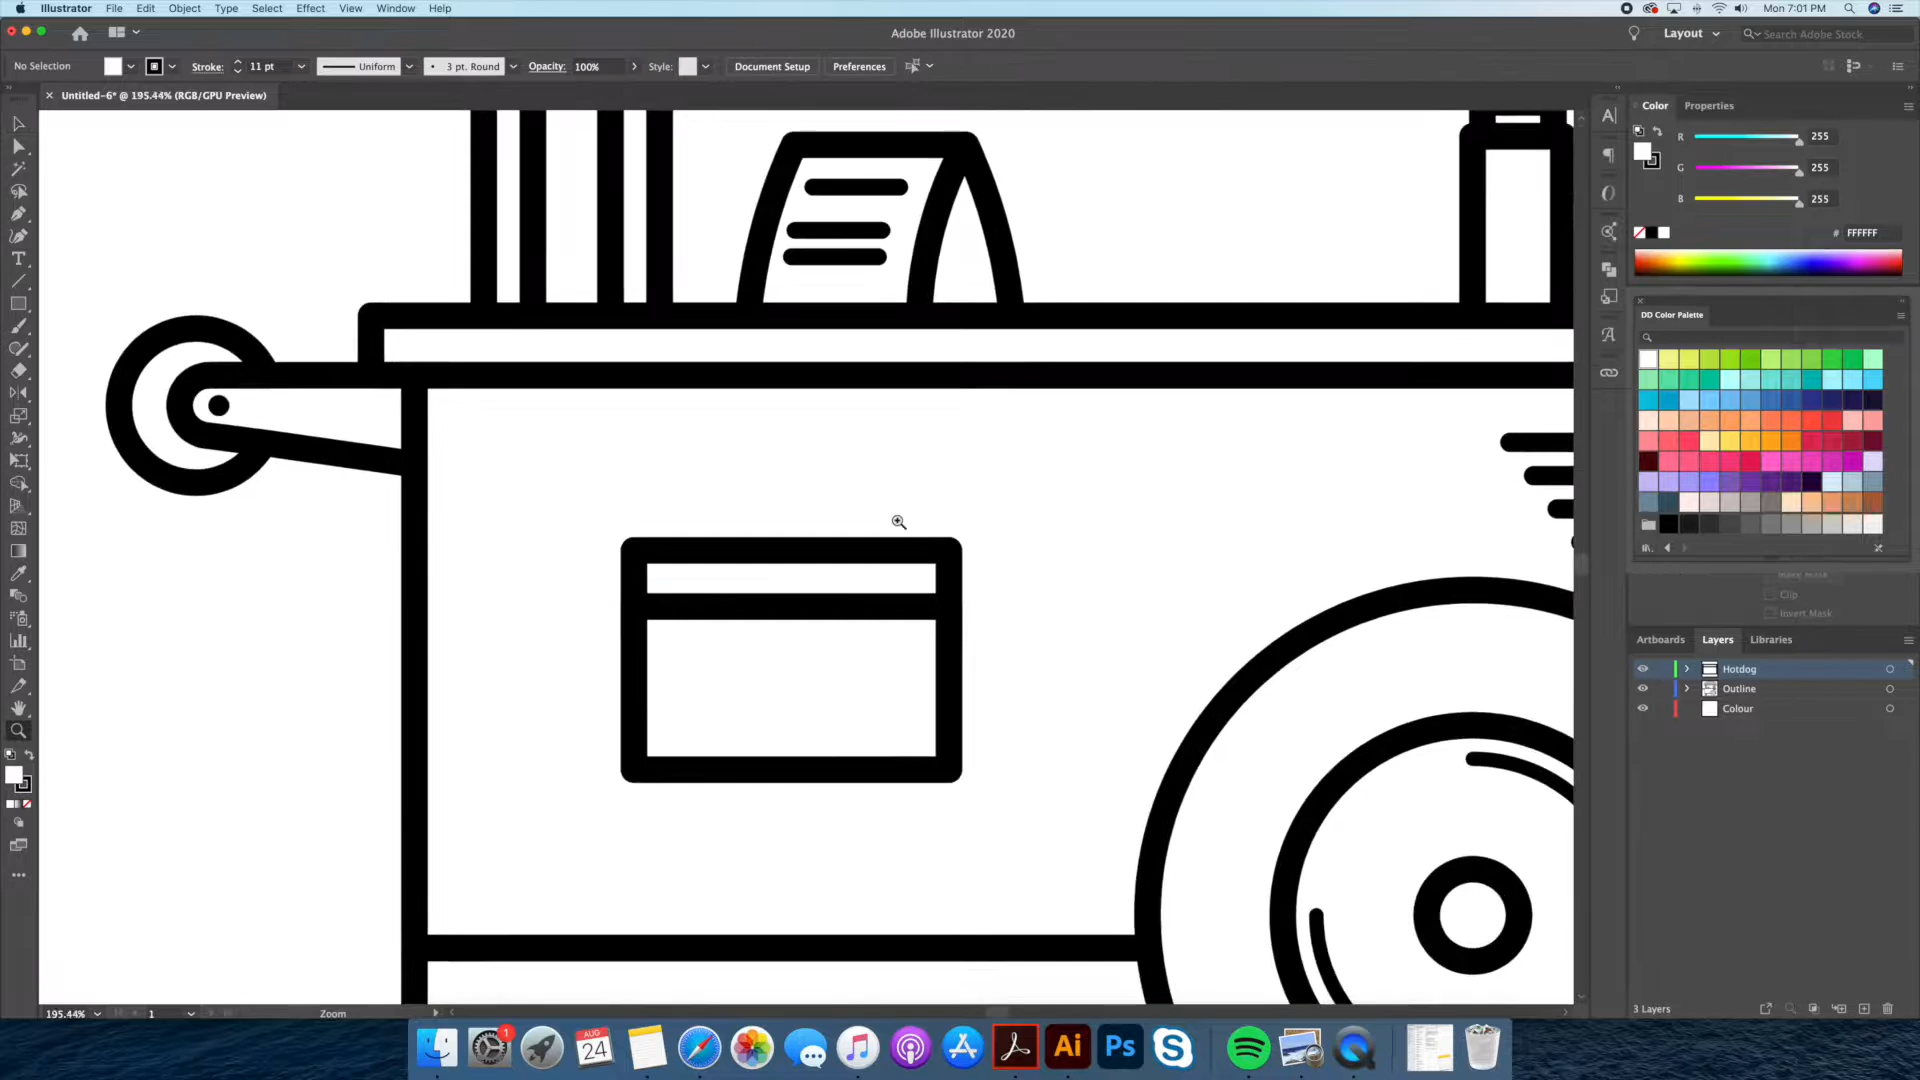 Illustrator File Edit Object Type Select Effect View Window Help
Mon 7:01 PM
Adobe Illustrator 2020
Layout
Search Adobe Stock
No Selection
Stroke:
11 pt
Uniform
3 pt. Round
Opacity:
100%
Style:
Document Setup
Preferences
Untitled-6* @ 195.44% (RGB/GPU Preview)
Color
Properties
R
255
G
255
B
255
# FFFFFF
DD Color Palette
Make Mask
Clip
Invert Mask
Artboards
Layers
Libraries
Hotdog
Outline
Colour
3 Layers
195.44%
1
Zoom
1
AUG
24
Ai
Ps